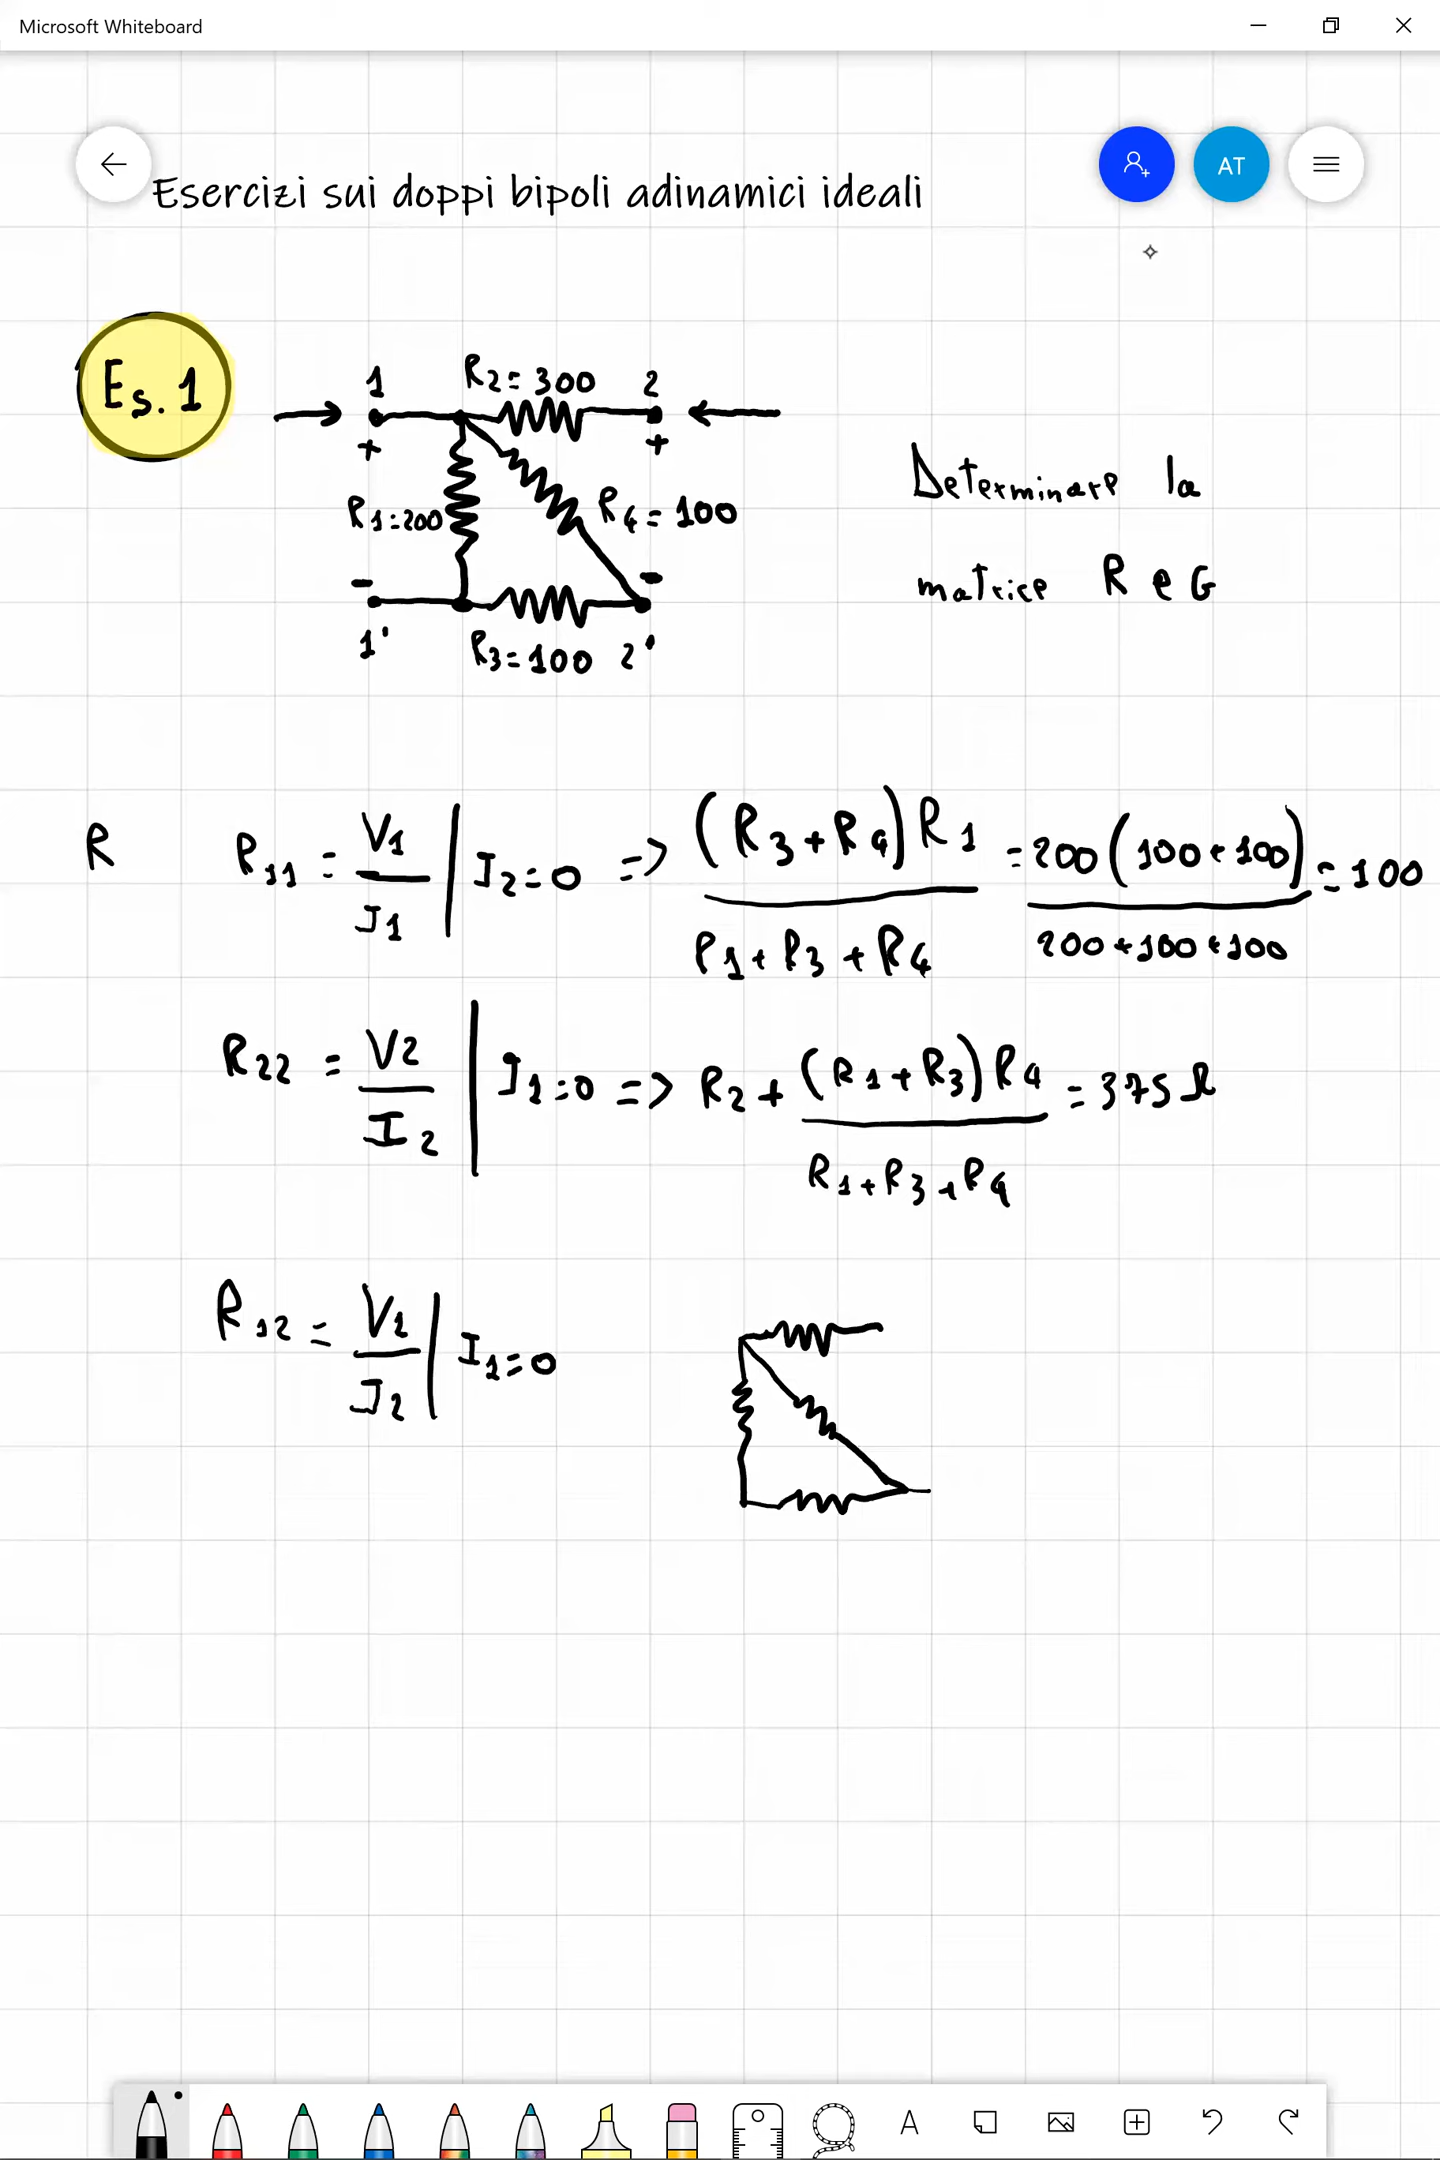 Microsoft Whiteboard
AT
Esercizi sui doppi bipoli adinamici ideali
Es. 1
1 R2 = 300 2
+ +
R1 = 200 R4 = 100
- -
1' R3 = 100 2'
Determinare la
matrice R e G
R R11 = V1/I1 | I2 = 0 => (R3 + R4) R1 / R1 + R3 + R4 = 200 (100 + 100) / 200 + 100 + 100 = 100
R22 = V2/I2 | I1 = 0 => R2 + (R1 + R3) R4 / R1 + R3 + R4 = 375 Ω
R12 = V1/I2 | I1 = 0
A